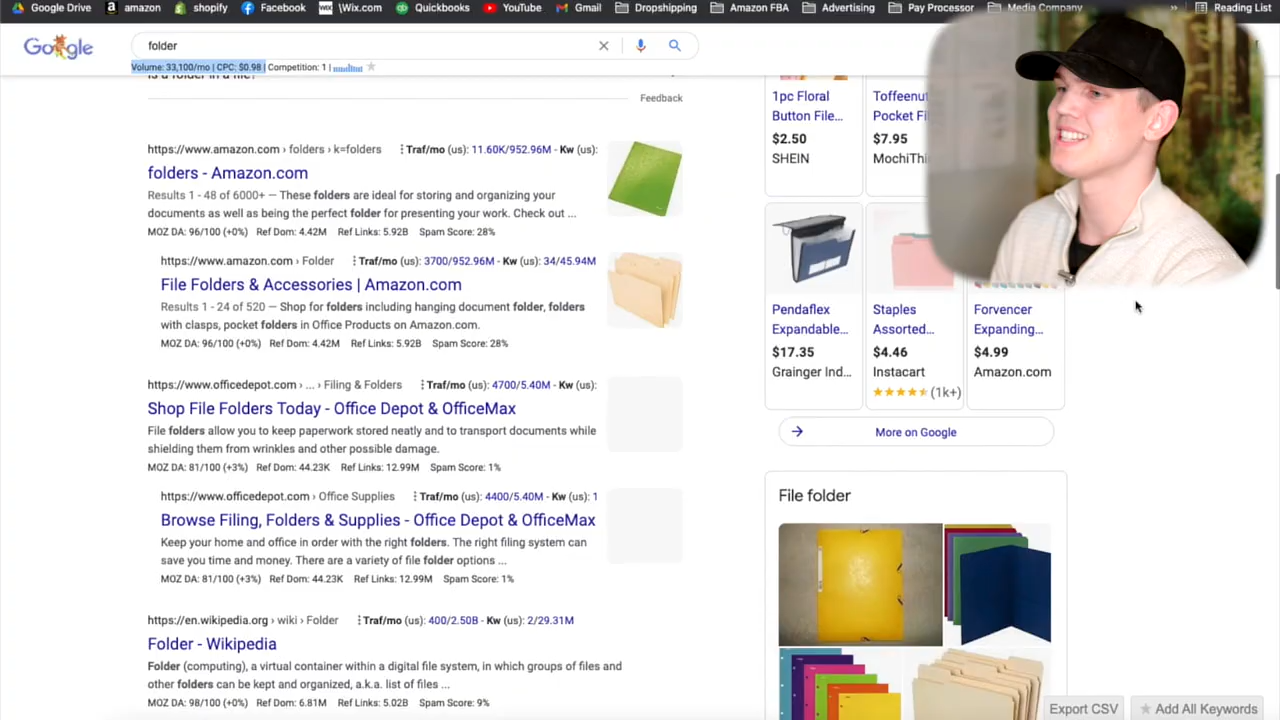 Google Drive amazon shopify Facebook WIX \Wix.com Quickbooks YouTube Gmail Dropshipping Amazon FBA Advertising Pay Processor Media Company » Reading List
Google
folder
Volume: 33,100/mo | CPC: $0.98 | Competition: 1 |
Is a folder in a file?
Feedback
https://www.amazon.com › folders › k=folders Traf/mo (us): 11.60K/952.96M - Kw (us):
folders - Amazon.com
Results 1 - 48 of 6000+ — These folders are ideal for storing and organizing your
documents as well as being the perfect folder for presenting your work. Check out ...
MOZ DA: 96/100 (+0%) Ref Dom: 4.42M Ref Links: 5.92B Spam Score: 28%
https://www.amazon.com › Folder Traf/mo (us): 3700/952.96M - Kw (us): 34/45.94M
File Folders & Accessories | Amazon.com
Results 1 - 24 of 520 — Shop for folders including hanging document folder, folders
with clasps, pocket folders in Office Products on Amazon.com.
MOZ DA: 96/100 (+0%) Ref Dom: 4.42M Ref Links: 5.92B Spam Score: 28%
https://www.officedepot.com › ... › Filing & Folders Traf/mo (us): 4700/5.40M - Kw (us):
Shop File Folders Today - Office Depot & OfficeMax
File folders allow you to keep paperwork stored neatly and to transport documents while
shielding them from wrinkles and other possible damage.
MOZ DA: 81/100 (+3%) Ref Dom: 44.23K Ref Links: 12.99M Spam Score: 1%
https://www.officedepot.com › Office Supplies Traf/mo (us): 4400/5.40M - Kw (us): 1
Browse Filing, Folders & Supplies - Office Depot & OfficeMax
Keep your home and office in order with the right folders. The right filing system can
save you time and money. There are a variety of file folder options ...
MOZ DA: 81/100 (+3%) Ref Dom: 44.23K Ref Links: 12.99M Spam Score: 1%
https://en.wikipedia.org › wiki › Folder Traf/mo (us): 400/2.50B - Kw (us): 2/29.31M
Folder - Wikipedia
Folder (computing), a virtual container within a digital file system, in which groups of files and
other folders can be kept and organized, a.k.a. list of files ...
MOZ DA: 98/100 (+0%) Ref Dom: 6.81M Ref Links: 5.02B Spam Score: 9%
1pc Floral
Button File...
$2.50
SHEIN
Toffeenut
Pocket Fi
$7.95
MochiThi
Pendaflex
Expandable...
$17.35
Grainger Ind...
Staples
Assorted...
$4.46
Instacart
(1k+)
Forvencer
Expanding...
$4.99
Amazon.com
More on Google
File folder
Export CSV Add All Keywords